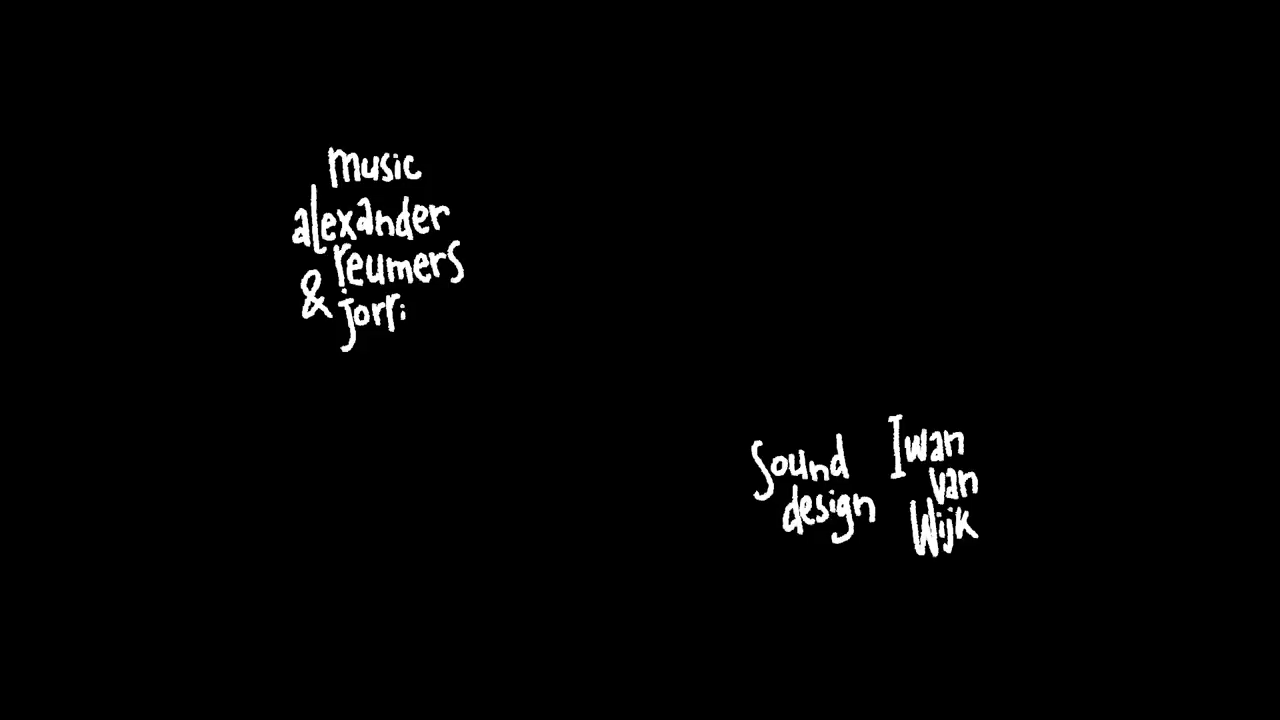 music
alexander
reumers
& jorri
Sound
design
Iwan
van
Wijk